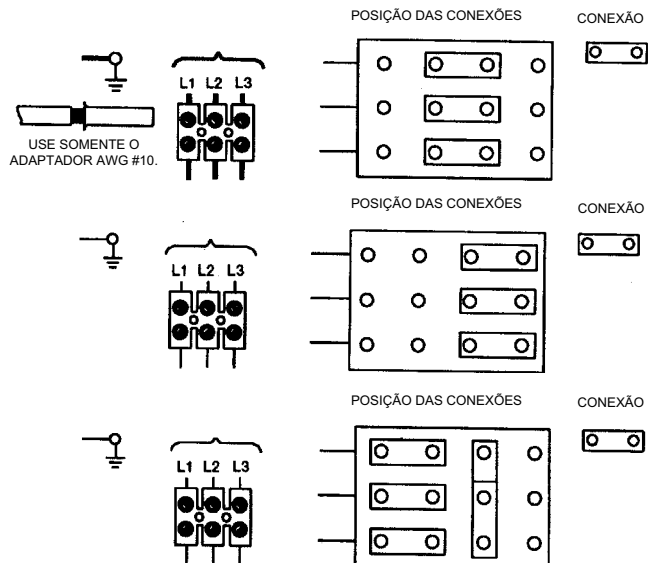 POSIÇÃO DAS CONEXÕES
CONEXÃO
L1 L2 L3
USE SOMENTE O
ADAPTADOR AWG #10.
POSIÇÃO DAS CONEXÕES
CONEXÃO
L1 L2 L3
POSIÇÃO DAS CONEXÕES
CONEXÃO
L1 L2 L3